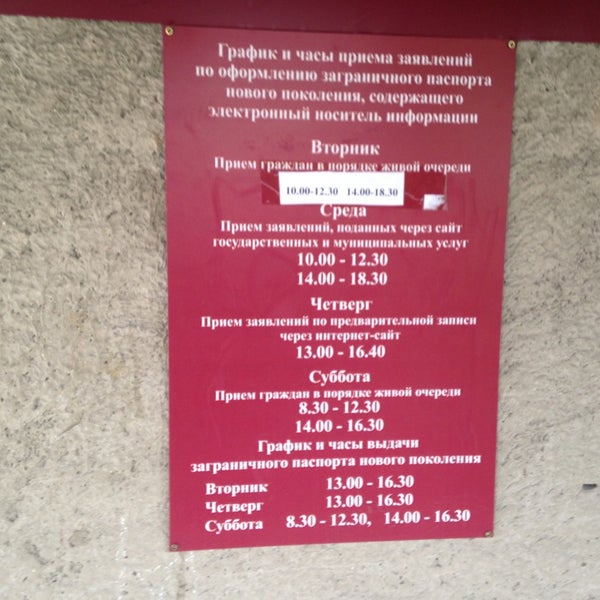 График и часы приема заявлений
по оформлению заграничного паспорта
нового поколения, содержащего
электронный носитель информации
Вторник
Прием граждан в порядке живой очереди
10.00-12.30 14.00-18.30
Среда
Прием заявлений, поданных через сайт
государственных и муниципальных услуг
10.00 - 12.30
14.00 - 18.30
Четверг
Прием заявлений по предварительной записи
через интернет-сайт
13.00 - 16.40
Суббота
Прием граждан в порядке живой очереди
8.30 - 12.30
14.00 - 16.30
График и часы выдачи
заграничного паспорта нового поколения
Вторник 13.00 - 16.30
Четверг 13.00 - 16.30
Суббота 8.30 - 12.30, 14.00 - 16.30